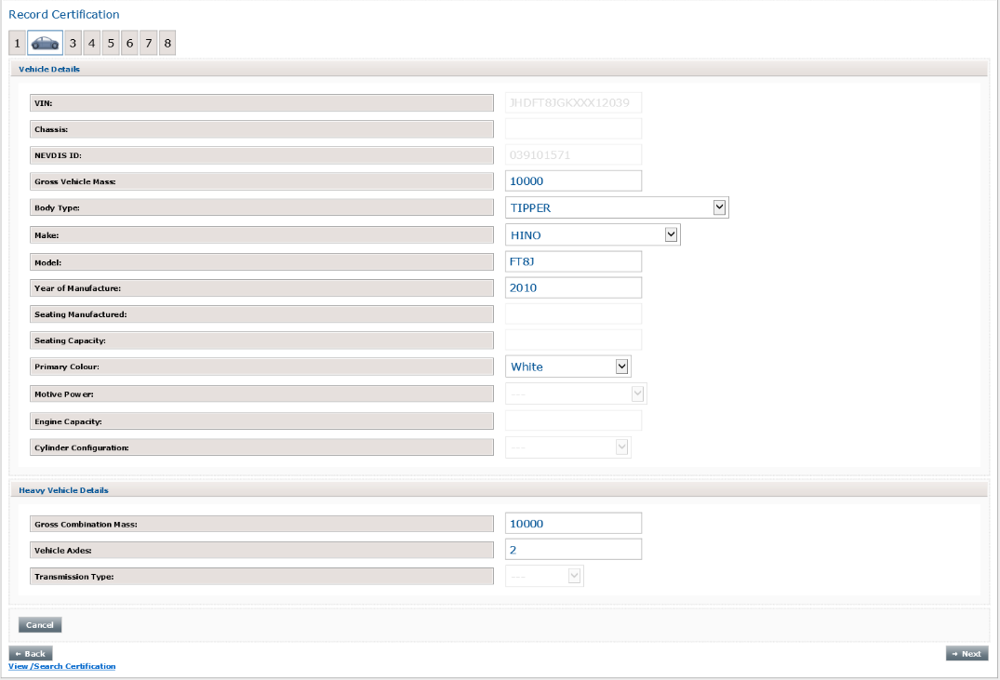 Record Certification
1 3 4 5 6 7 8
Vehicle Details
VIN: JHDFT8JGKXXX12039
Chassis:
NEVDIS ID: 039101571
Gross Vehicle Mass: 10000
Body Type: TIPPER
Make: HINO
Model: FT8J
Year of Manufacture: 2010
Seating Manufactured:
Seating Capacity:
Primary Colour: White
Motive Power: ---
Engine Capacity:
Cylinder Configuration: ---
Heavy Vehicle Details
Gross Combination Mass: 10000
Vehicle Axles: 2
Transmission Type: ---
Cancel
← Back → Next
View/Search Certification